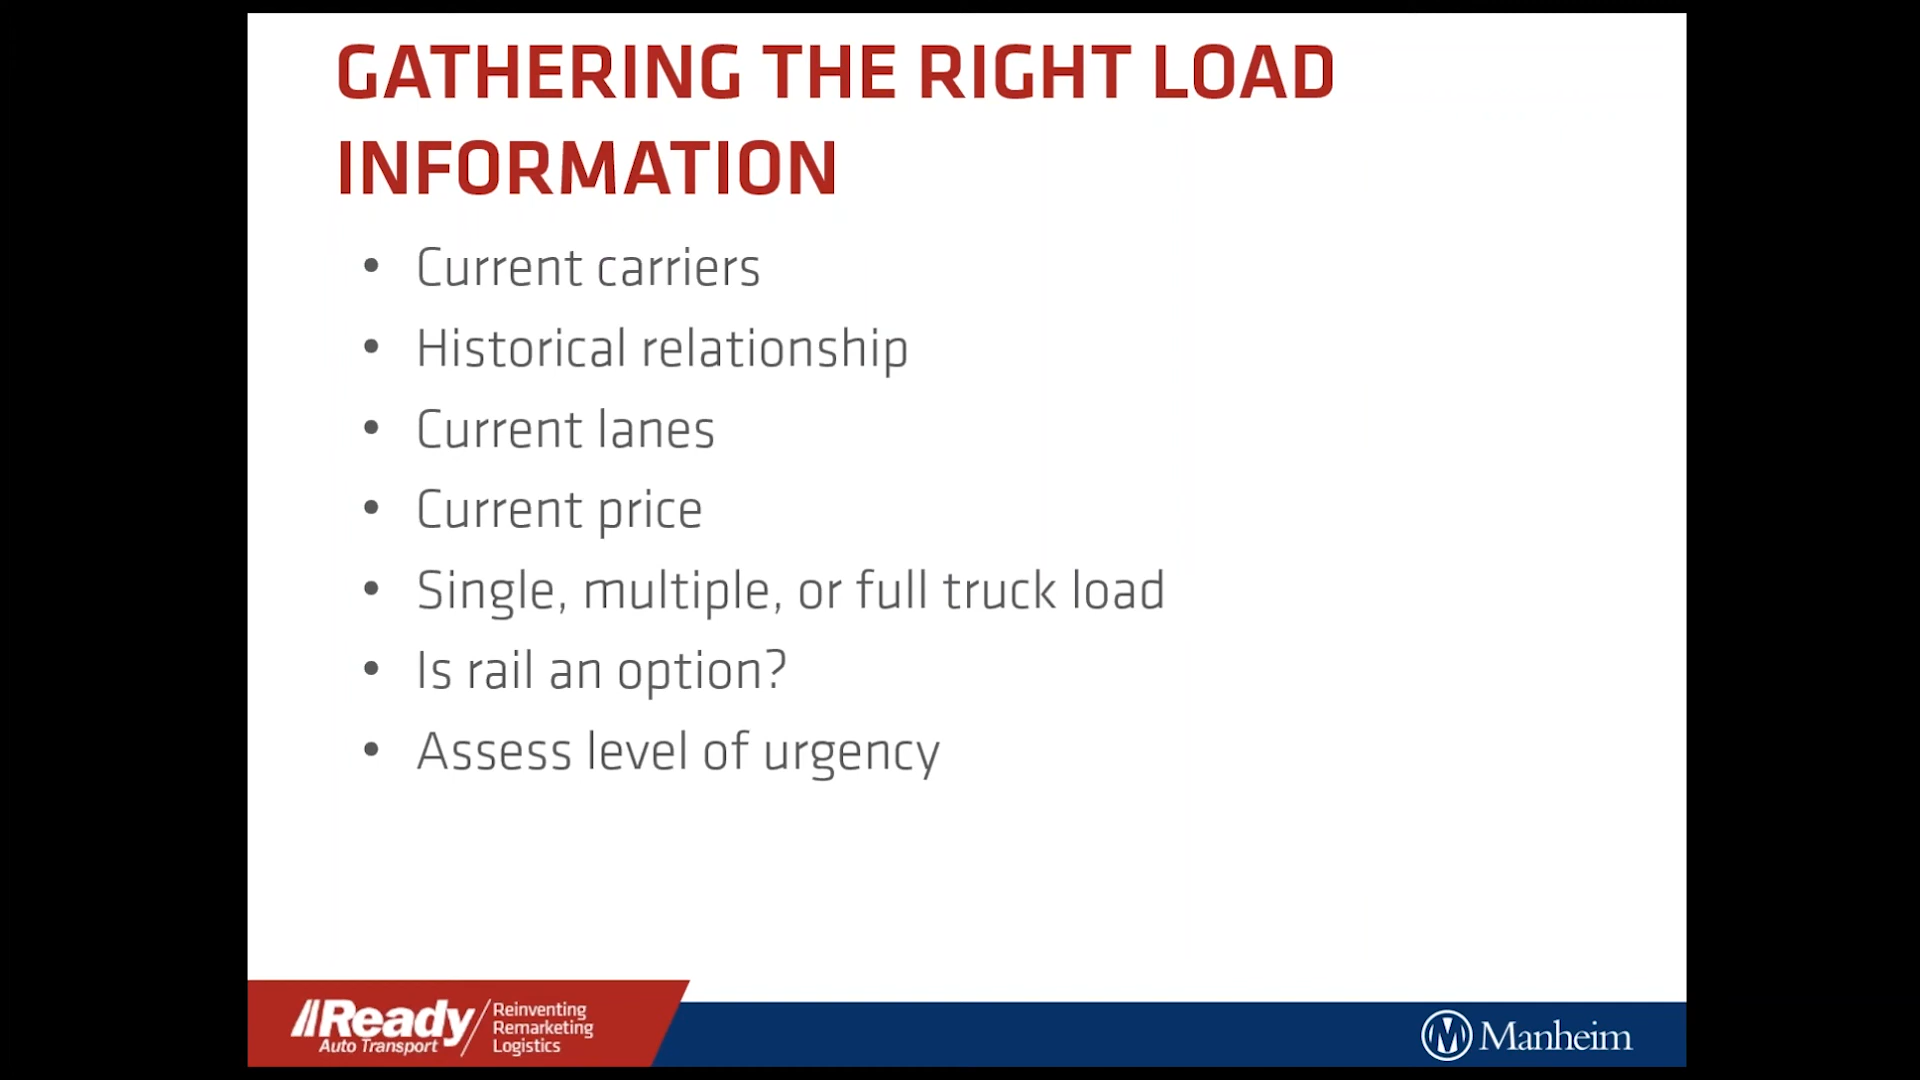 GATHERING THE RIGHT LOAD
INFORMATION
• Current carriers
• Historical relationship
• Current lanes
• Current price
• Single, multiple, or full truck load
• Is rail an option?
• Assess level of urgency
Ready
Auto Transport
Reinventing
Remarketing
Logistics
Manheim